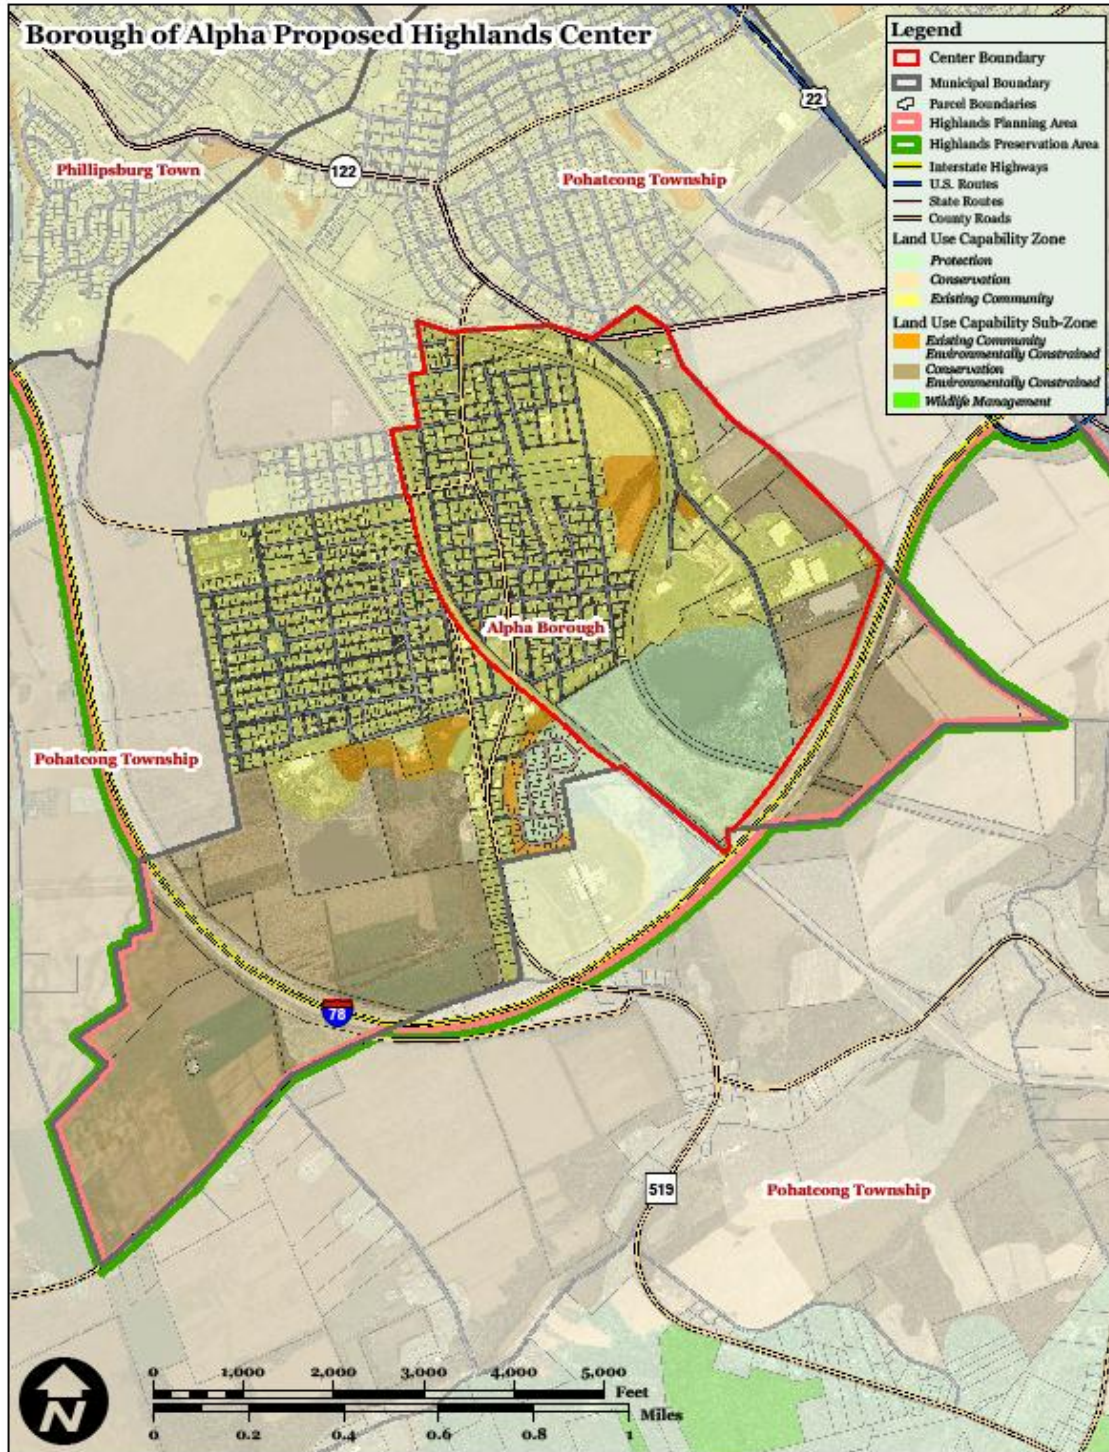 Borough of Alpha Proposed Highlands Center
Legend
Center Boundary
Municipal Boundary
Parcel Boundaries
Highlands Planning Area
Highlands Preservation Area
Interstate Highways
U.S. Routes
State Routes
County Roads
Land Use Capability Zone
Protection
Conservation
Existing Community
Land Use Capability Sub-Zone
Existing Community
Environmentally Constrained
Conservation
Environmentally Constrained
Wildlife Management
22
Phillipsburg Town
122
Pohatcong Township
Alpha Borough
Pohatcong Township
78
519
Pohatcong Township
N
0 1,000 2,000 3,000 4,000 5,000
Feet
Miles
0 0.2 0.4 0.6 0.8 1